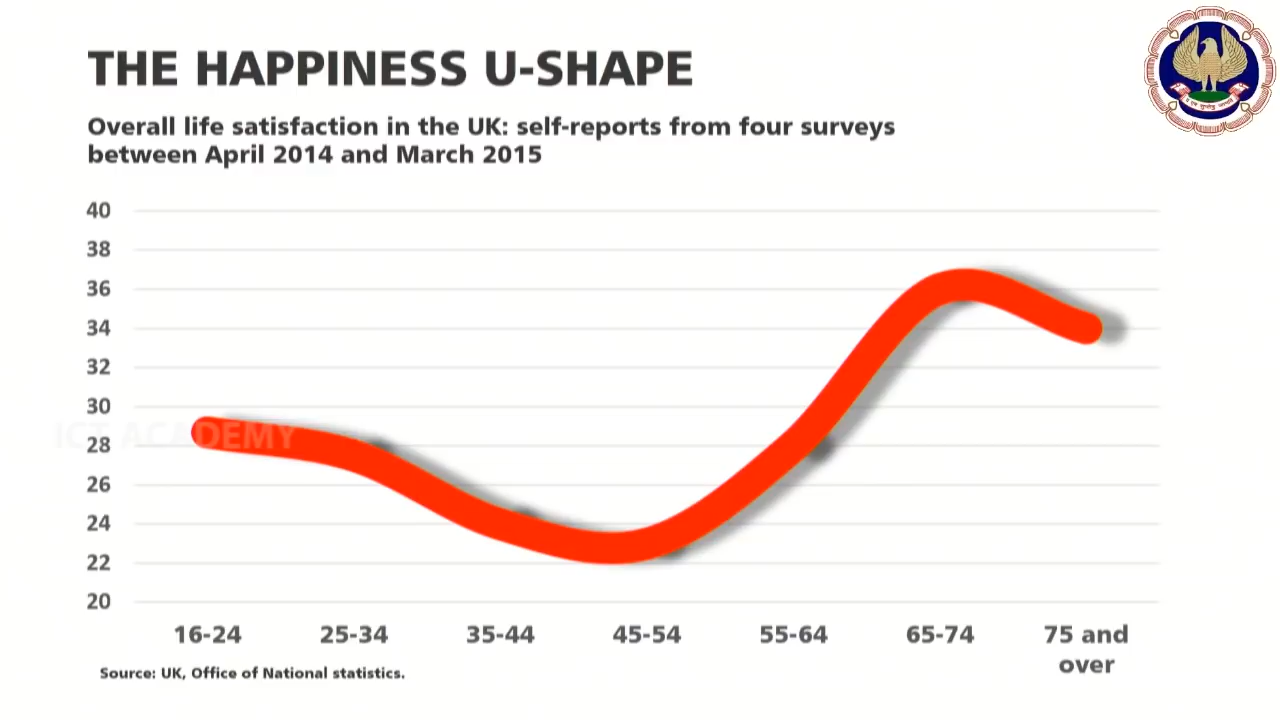 THE HAPPINESS U-SHAPE
Overall life satisfaction in the UK: self-reports from four surveys
between April 2014 and March 2015
40
38
36
34
32
30
ICT ACADEMY
28
26
24
22
20
16-24 25-34 35-44 45-54 55-64 65-74 75 and
over
Source: UK, Office of National statistics.